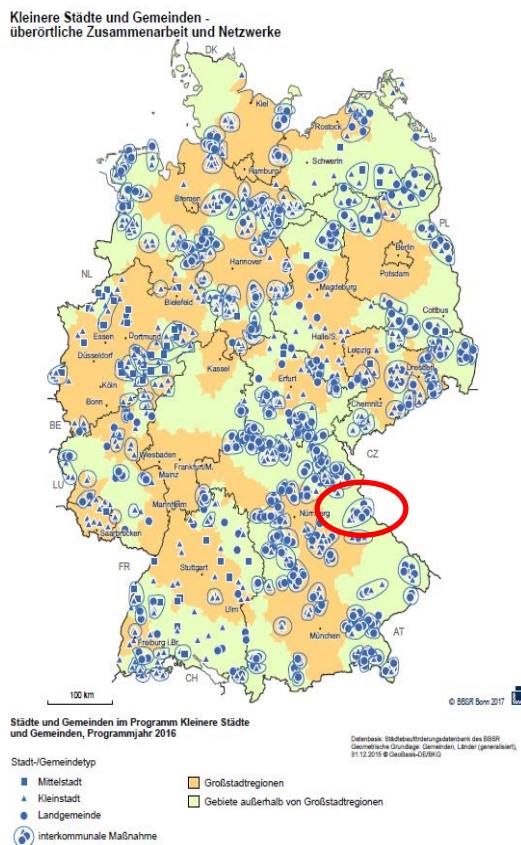 Kleinere Städte und Gemeinden -
überörtliche Zusammenarbeit und Netzwerke
DK
Kiel
Rostock
Schwerin
Hamburg
Bremen
PL
Berlin
Potsdam
NL
Hannover
Magdeburg
Bielefeld
Cottbus
Essen
Dortmund
Halle/S.
Leipzig
Düsseldorf
Kassel
Dresden
Köln
Erfurt
Bonn
Chemnitz
BE
CZ
Wiesbaden
Frankfurt/M.
LU
Mainz
Mannheim
Nürnberg
Saarbrücken
FR
Stuttgart
Ulm
München
AT
Freiburg i.Br.
CH
100 km
© BBSR Bonn 2017
Städte und Gemeinden im Programm Kleinere Städte
und Gemeinden, Programmjahr 2016
Datenbasis: Städtebauförderungsdatenbank des BBSR
Geometrische Grundlage: Gemeinden, Länder (generalisiert),
31.12.2015 © GeoBasis-DE/BKG
Stadt-/Gemeindetyp
Mittelstadt
Kleinstadt
Landgemeinde
interkommunale Maßnahme
Großstadtregionen
Gebiete außerhalb von Großstadtregionen